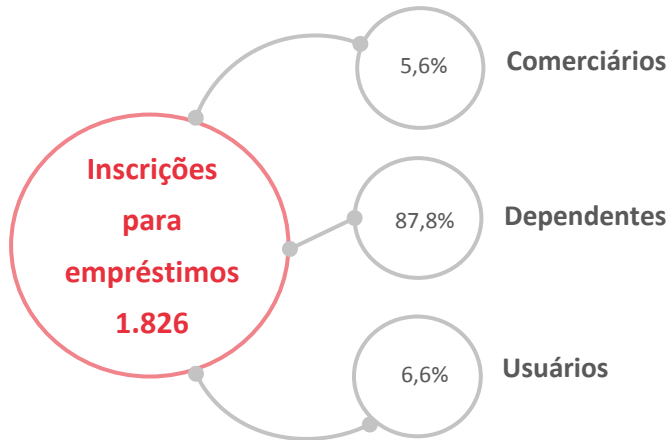 Inscrições
para
empréstimos
1.826
5,6%
Comerciários
87,8%
Dependentes
6,6%
Usuários